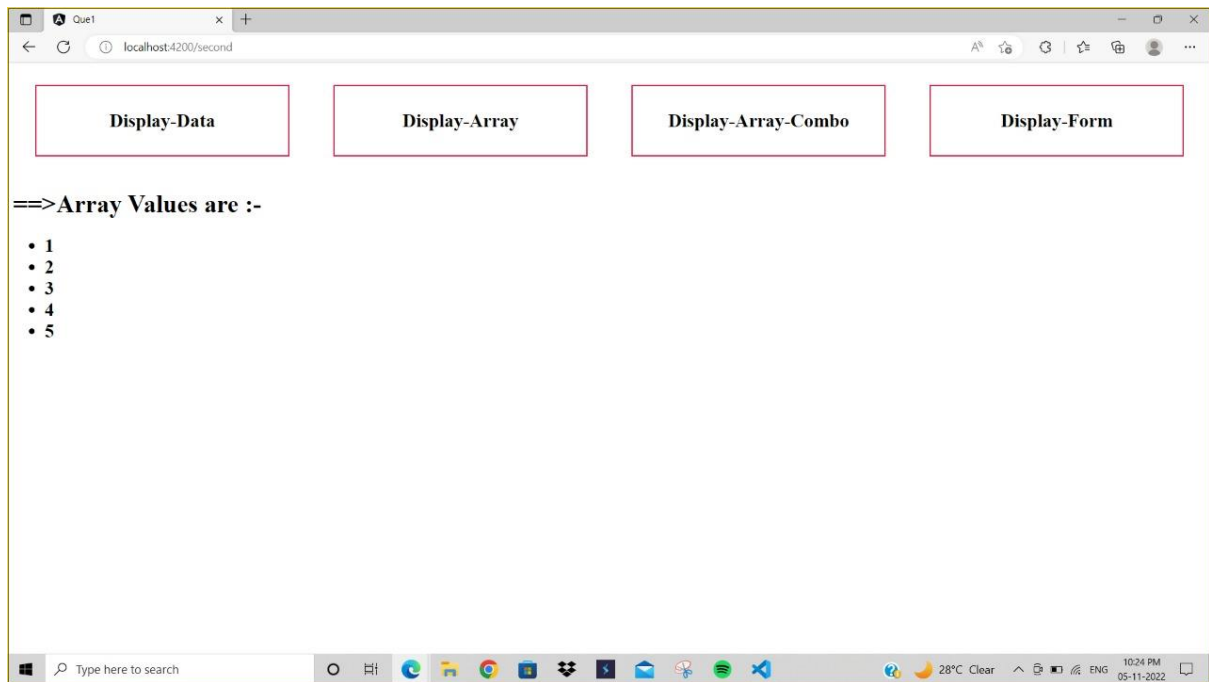 Que1
localhost:4200/second
Display-Data Display-Array Display-Array-Combo Display-Form
==>Array Values are :-
• 1
• 2
• 3
• 4
• 5
Type here to search 28°C Clear ENG 10:24 PM
05-11-2022